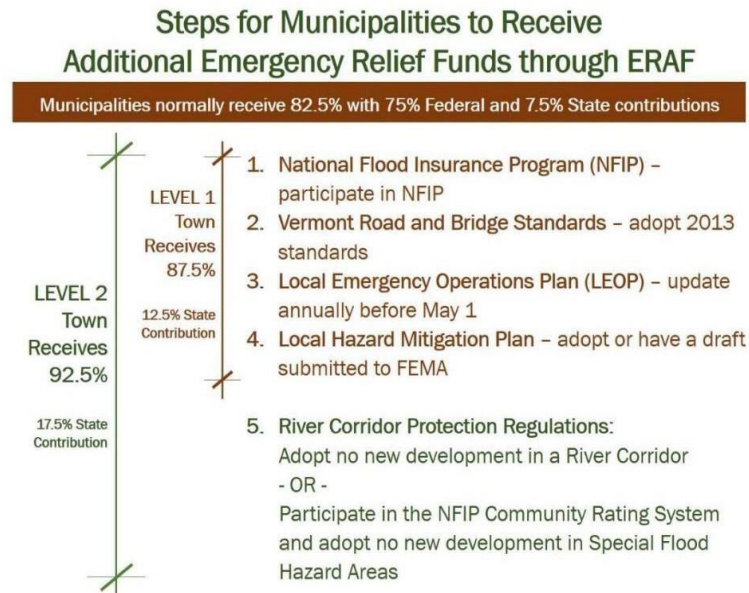 Steps for Municipalities to Receive
Additional Emergency Relief Funds through ERAF
Municipalities normally receive 82.5% with 75% Federal and 7.5% State contributions
LEVEL 2
Town
Receives
92.5%
17.5% State
Contribution
LEVEL 1
Town
Receives
87.5%
12.5% State
Contribution
1. National Flood Insurance Program (NFIP) –
participate in NFIP
2. Vermont Road and Bridge Standards – adopt 2013
standards
3. Local Emergency Operations Plan (LEOP) – update
annually before May 1
4. Local Hazard Mitigation Plan – adopt or have a draft
submitted to FEMA
5. River Corridor Protection Regulations:
Adopt no new development in a River Corridor
- OR -
Participate in the NFIP Community Rating System
and adopt no new development in Special Flood
Hazard Areas